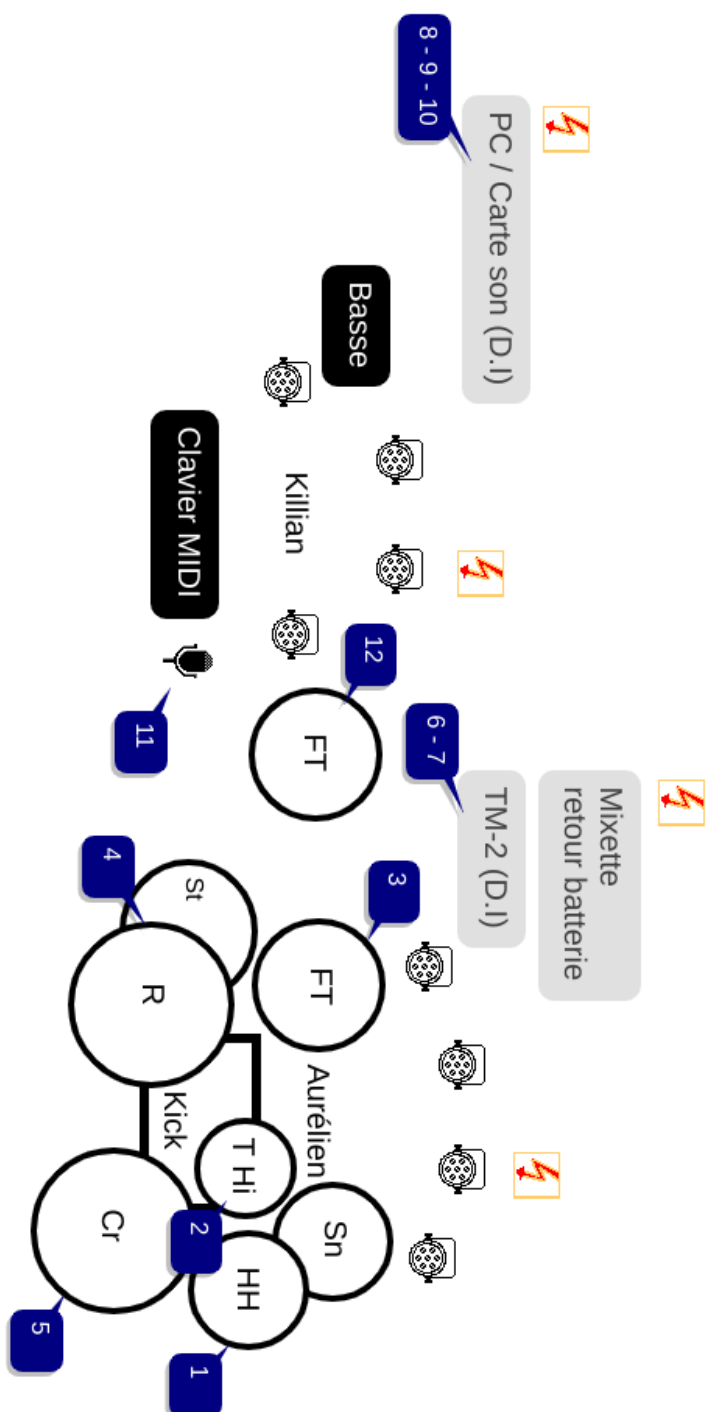 8 - 9 - 10
PC / Carte son (D.I)
Basse
Killian
Clavier MIDI
12
11
FT
6 - 7
TM-2 (D.I)
Mixette
retour batterie
4
St
3
FT
R
Aurélien
Kick
T Hi
Cr
2
Sn
HH
5
1